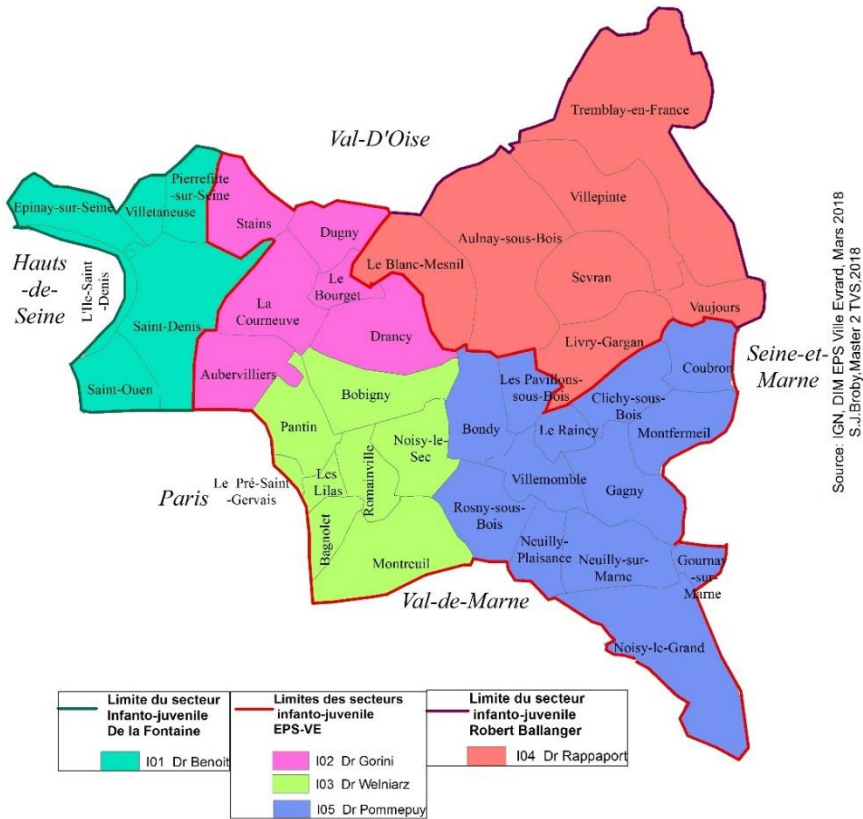 Tremblay-en-France
Val-D'Oise
Pierrefitte
-sur-Seine
Villepinte
Epinay-sur-Seine
Villetaneuse
Stains
Dugny
Aulnay-sous-Bois
Hauts
-de-
Seine
L'Ile-Saint
-Denis
Le Blanc-Mesnil
Sevran
Le
Bourget
La
Courneuve
Vaujours
Saint-Denis
Drancy
Livry-Gargan
Seine-et-
Marne
Coubron
Aubervilliers
Saint-Ouen
Les Pavillons-
sous-Bois
Clichy-sous-
Bois
Bobigny
Pantin
Bondy
Le Raincy
Montfermeil
Noisy-le-
Sec
Les
Lilas
Romainville
Villemomble
Gagny
Paris
Le Pré-Saint
-Gervais
Rosny-sous-
Bois
Bagnolet
Montreuil
Neuilly-
Plaisance
Neuilly-sur-
Marne
Gournay
-sur-
Marne
Val-de-Marne
Noisy-le-Grand
Source: IGN, DIM EPS Ville Evrard, Mars 2018
S.J.Broby,Master 2 TVS,2018
Limite du secteur
Infanto-juvenile
De la Fontaine
I01 Dr Benoit
Limites des secteurs
infanto-juvenile
EPS-VE
I02 Dr Gorini
I03 Dr Welniarz
I05 Dr Pommepuy
Limite du secteur
infanto-juvenile
Robert Ballanger
I04 Dr Rappaport